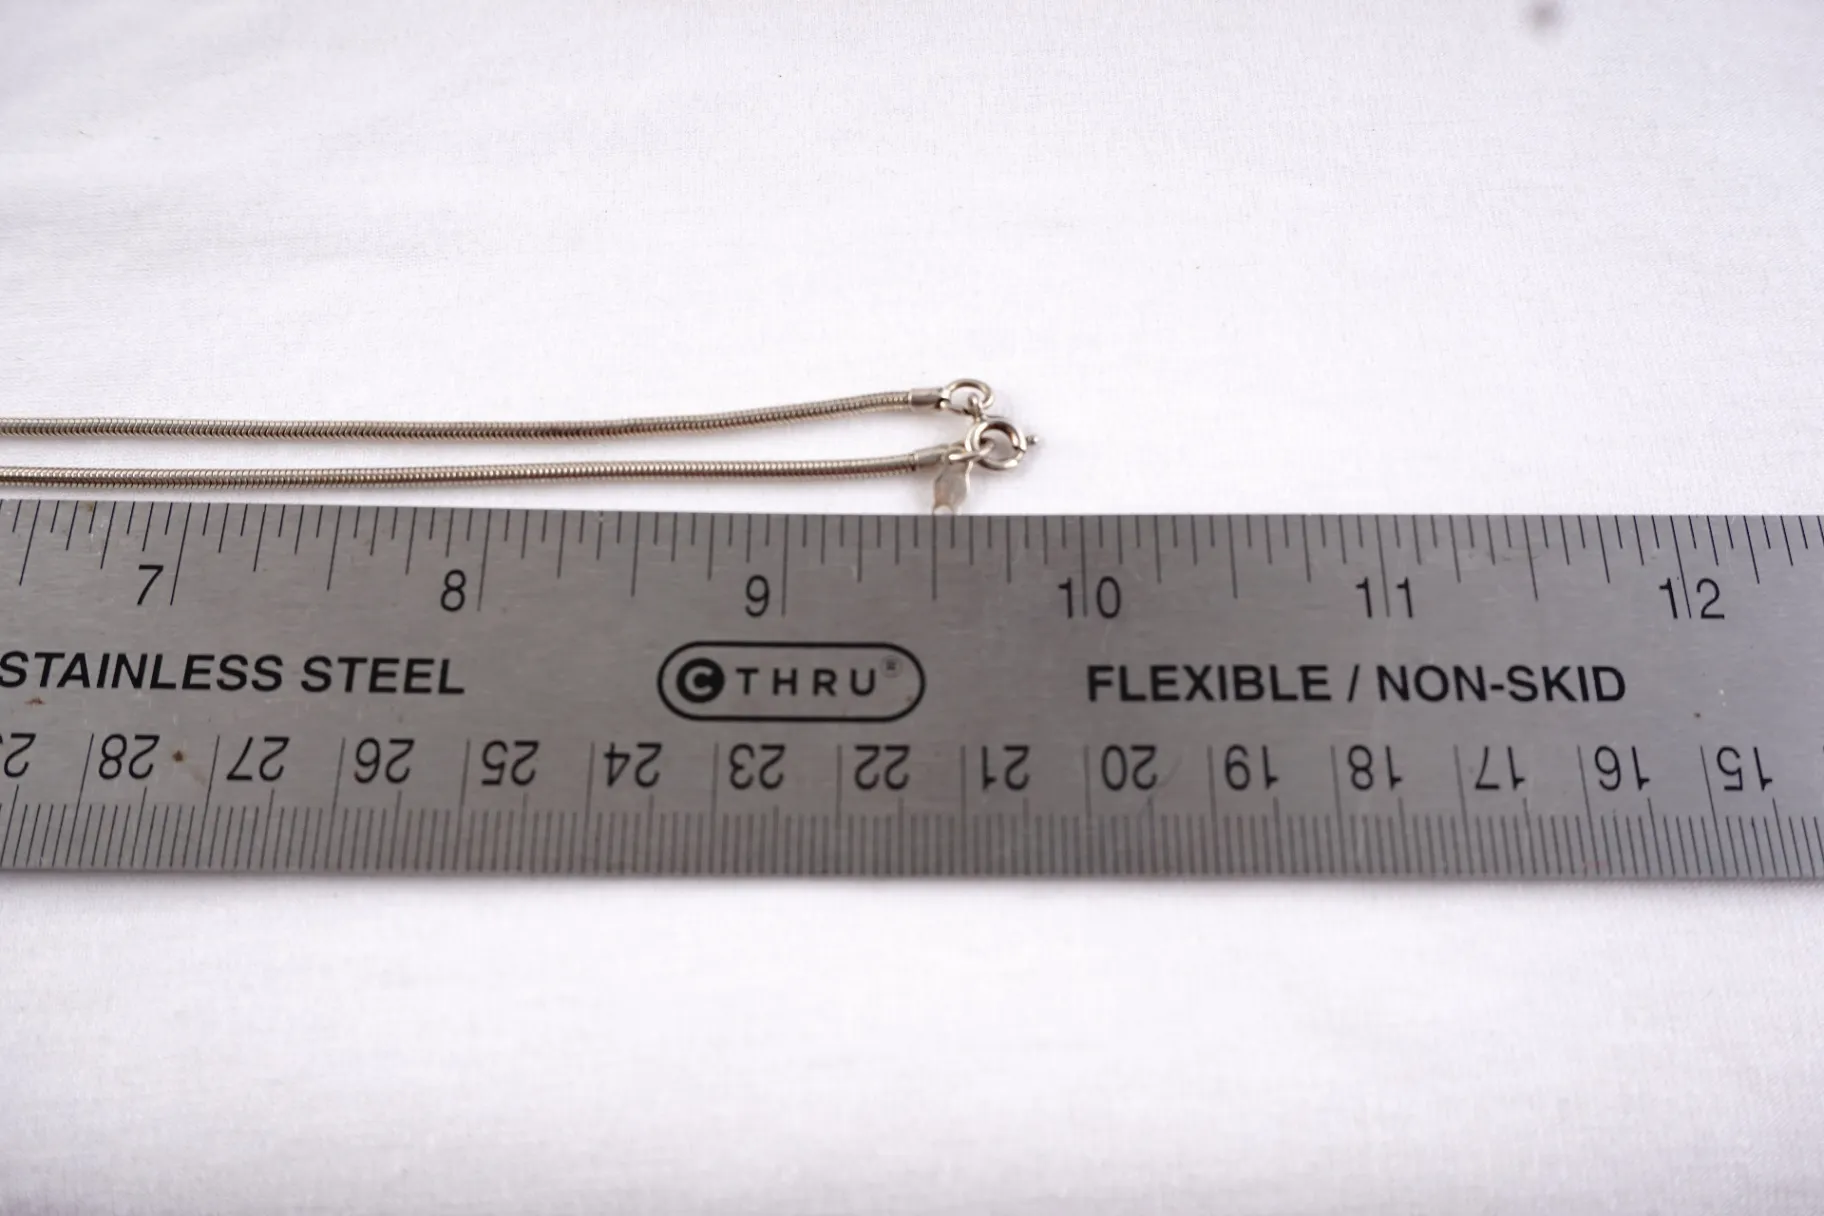 7 8 9 10 11 12
STAINLESS STEEL C THRU® FLEXIBLE / NON-SKID
28 27 26 25 24 23 22 21 20 19 18 17 16 15